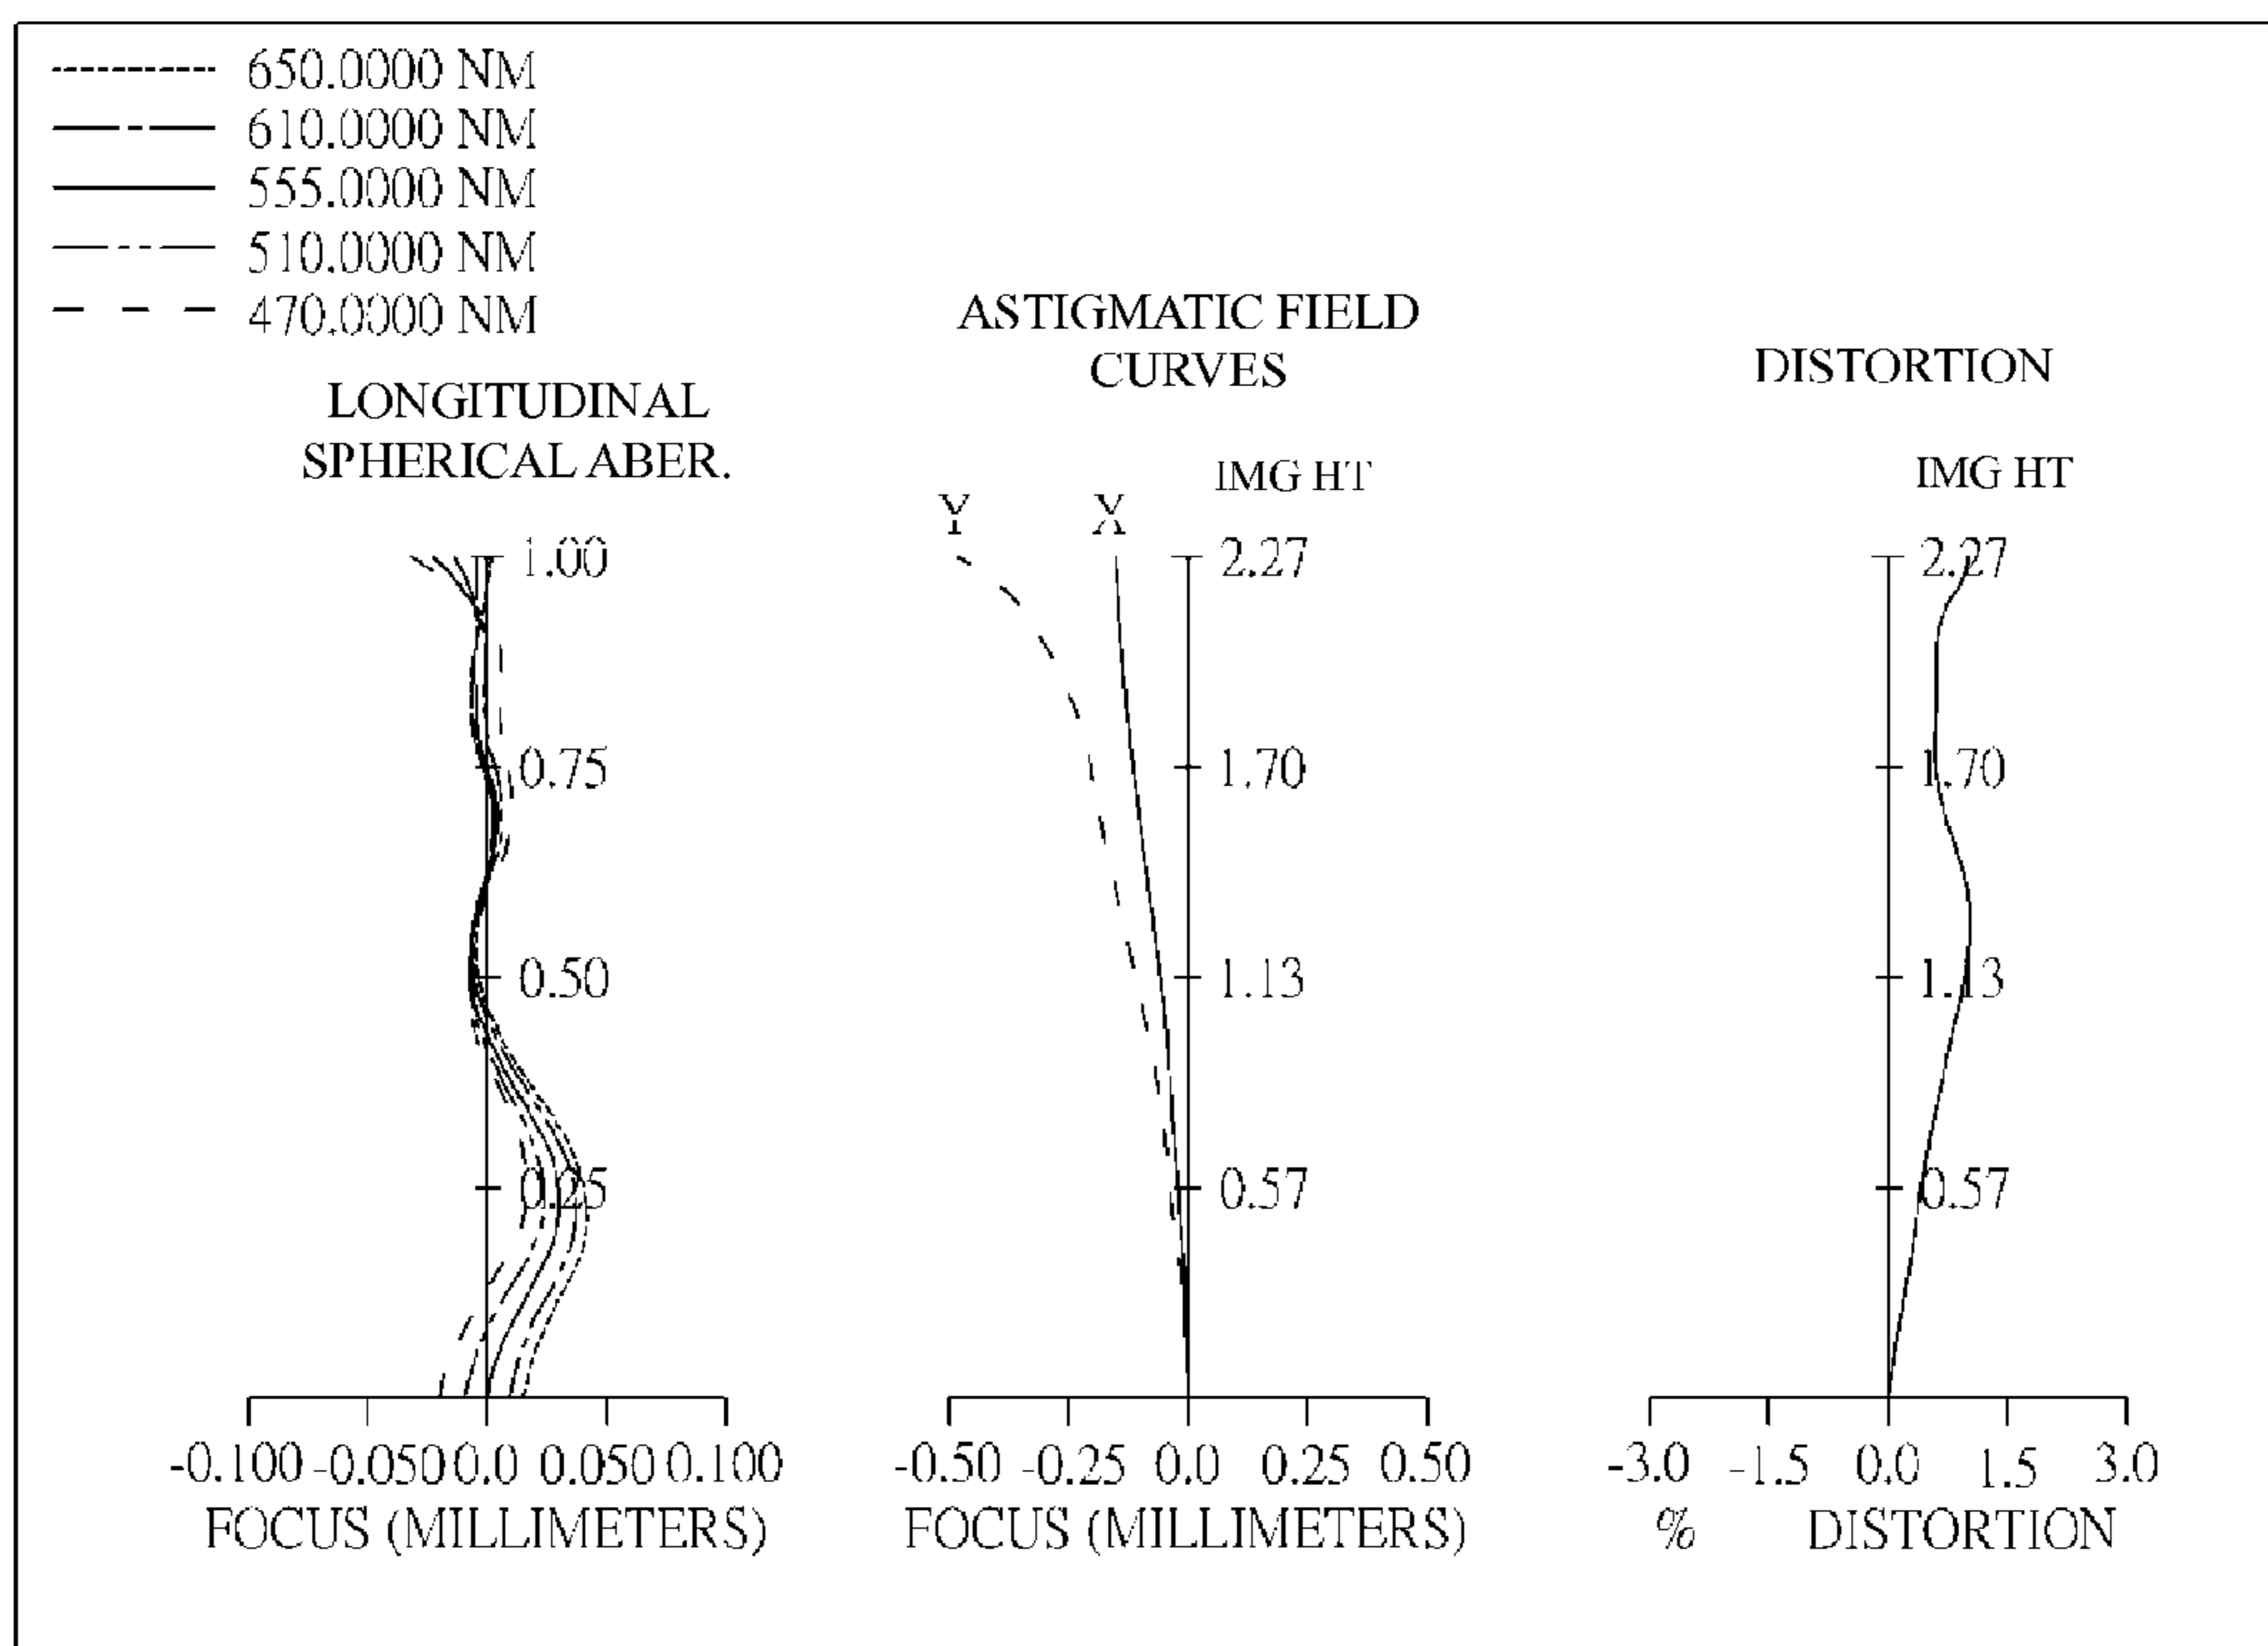 650.0000 NM
610.0000 NM
555.0000 NM
510.0000 NM
470.0000 NM
LONGITUDINAL
SPHERICAL ABER.
1.00
0.75
0.50
0.25
-0.100 -0.050 0.0 0.050 0.100
FOCUS (MILLIMETERS)
ASTIGMATIC FIELD
CURVES
IMG HT
Y X
2.27
1.70
1.13
0.57
-0.50 -0.25 0.0 0.25 0.50
FOCUS (MILLIMETERS)
DISTORTION
IMG HT
2.27
1.70
1.13
0.57
-3.0 -1.5 0.0 1.5 3.0
% DISTORTION